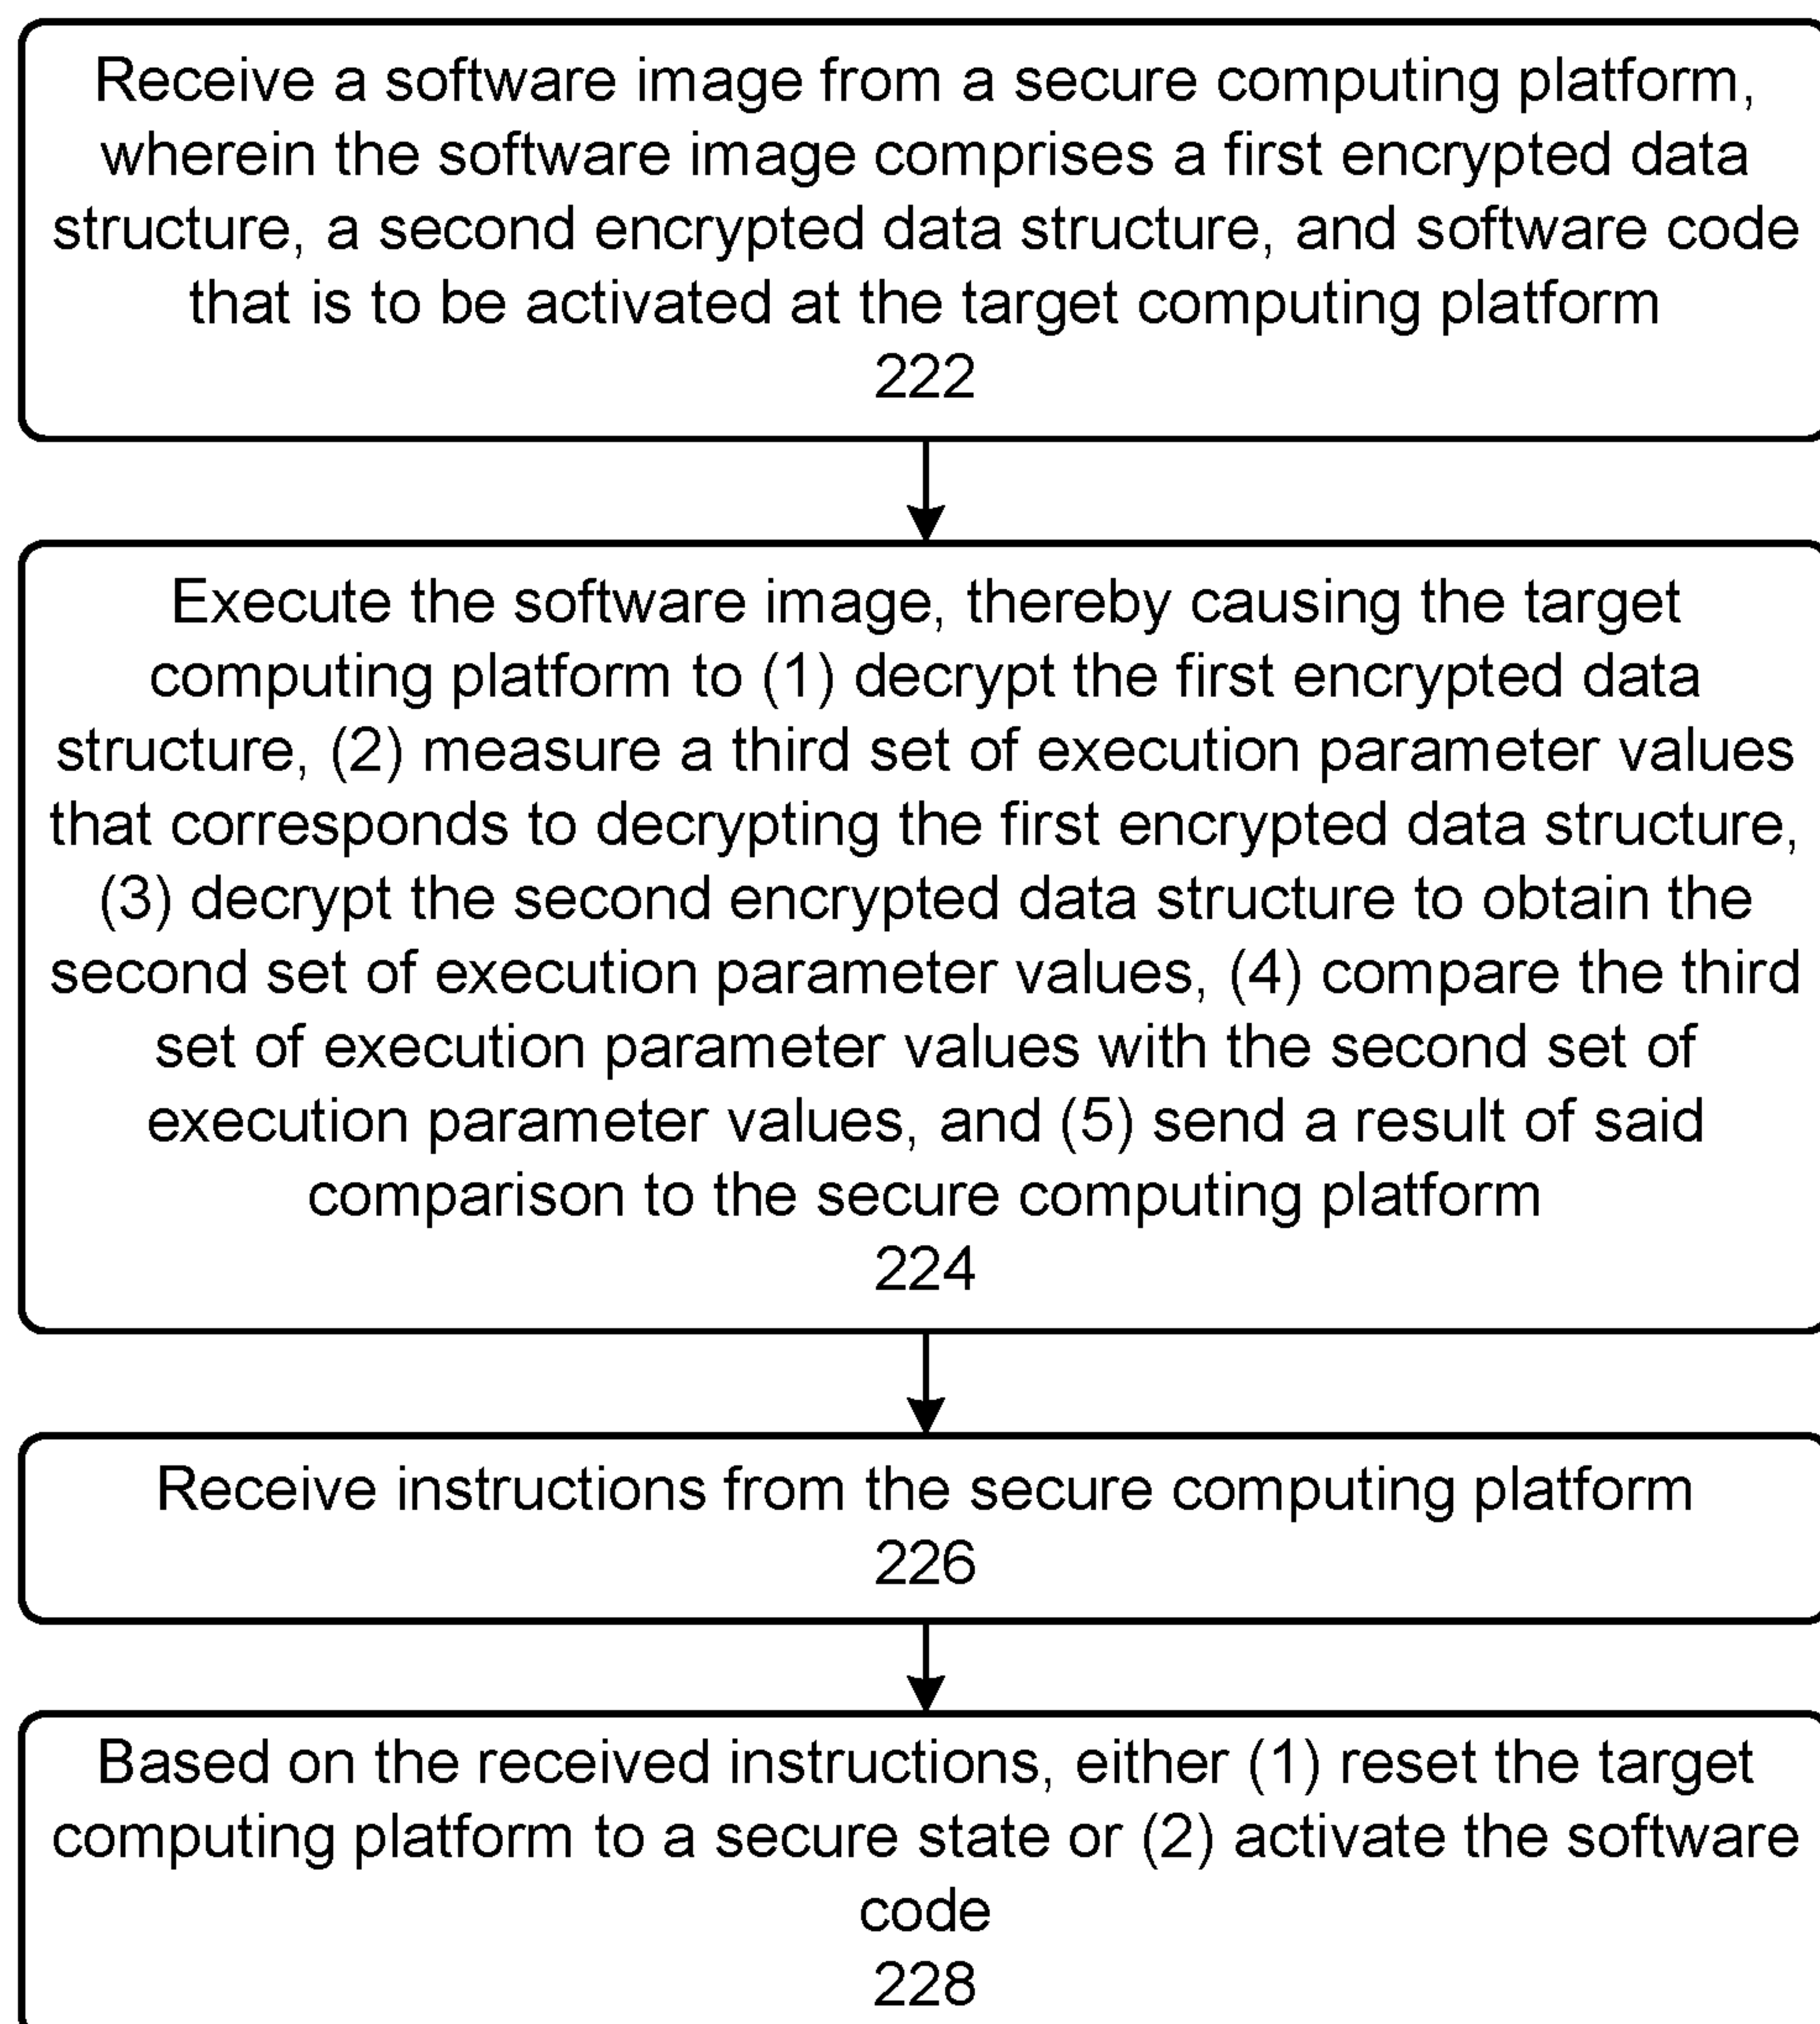 Receive a software image from a secure computing platform,
wherein the software image comprises a first encrypted data
structure, a second encrypted data structure, and software code
that is to be activated at the target computing platform
222
Execute the software image, thereby causing the target
computing platform to (1) decrypt the first encrypted data
structure, (2) measure a third set of execution parameter values
that corresponds to decrypting the first encrypted data structure,
(3) decrypt the second encrypted data structure to obtain the
second set of execution parameter values, (4) compare the third
set of execution parameter values with the second set of
execution parameter values, and (5) send a result of said
comparison to the secure computing platform
224
Receive instructions from the secure computing platform
226
Based on the received instructions, either (1) reset the target
computing platform to a secure state or (2) activate the software
code
228